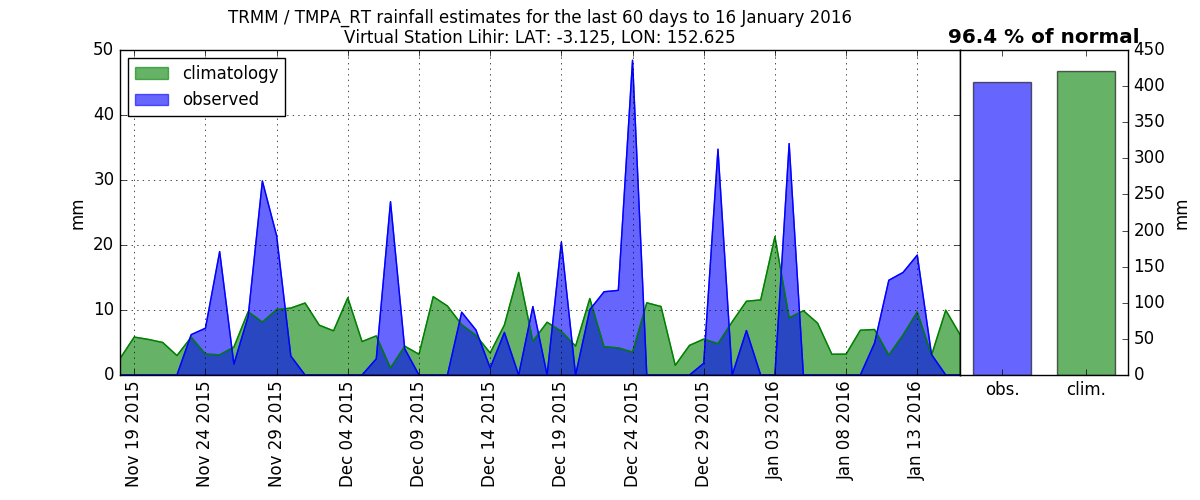 TRMM / TMPA_RT rainfall estimates for the last 60 days to 16 January 2016
Virtual Station Lihir: LAT: -3.125, LON: 152.625
96.4 % of normal
climatology
observed
50
40
30
20
10
0
mm
450
400
350
300
250
200
150
100
50
0
mm
Nov 19 2015
Nov 24 2015
Nov 29 2015
Dec 04 2015
Dec 09 2015
Dec 14 2015
Dec 19 2015
Dec 24 2015
Dec 29 2015
Jan 03 2016
Jan 08 2016
Jan 13 2016
obs.
clim.